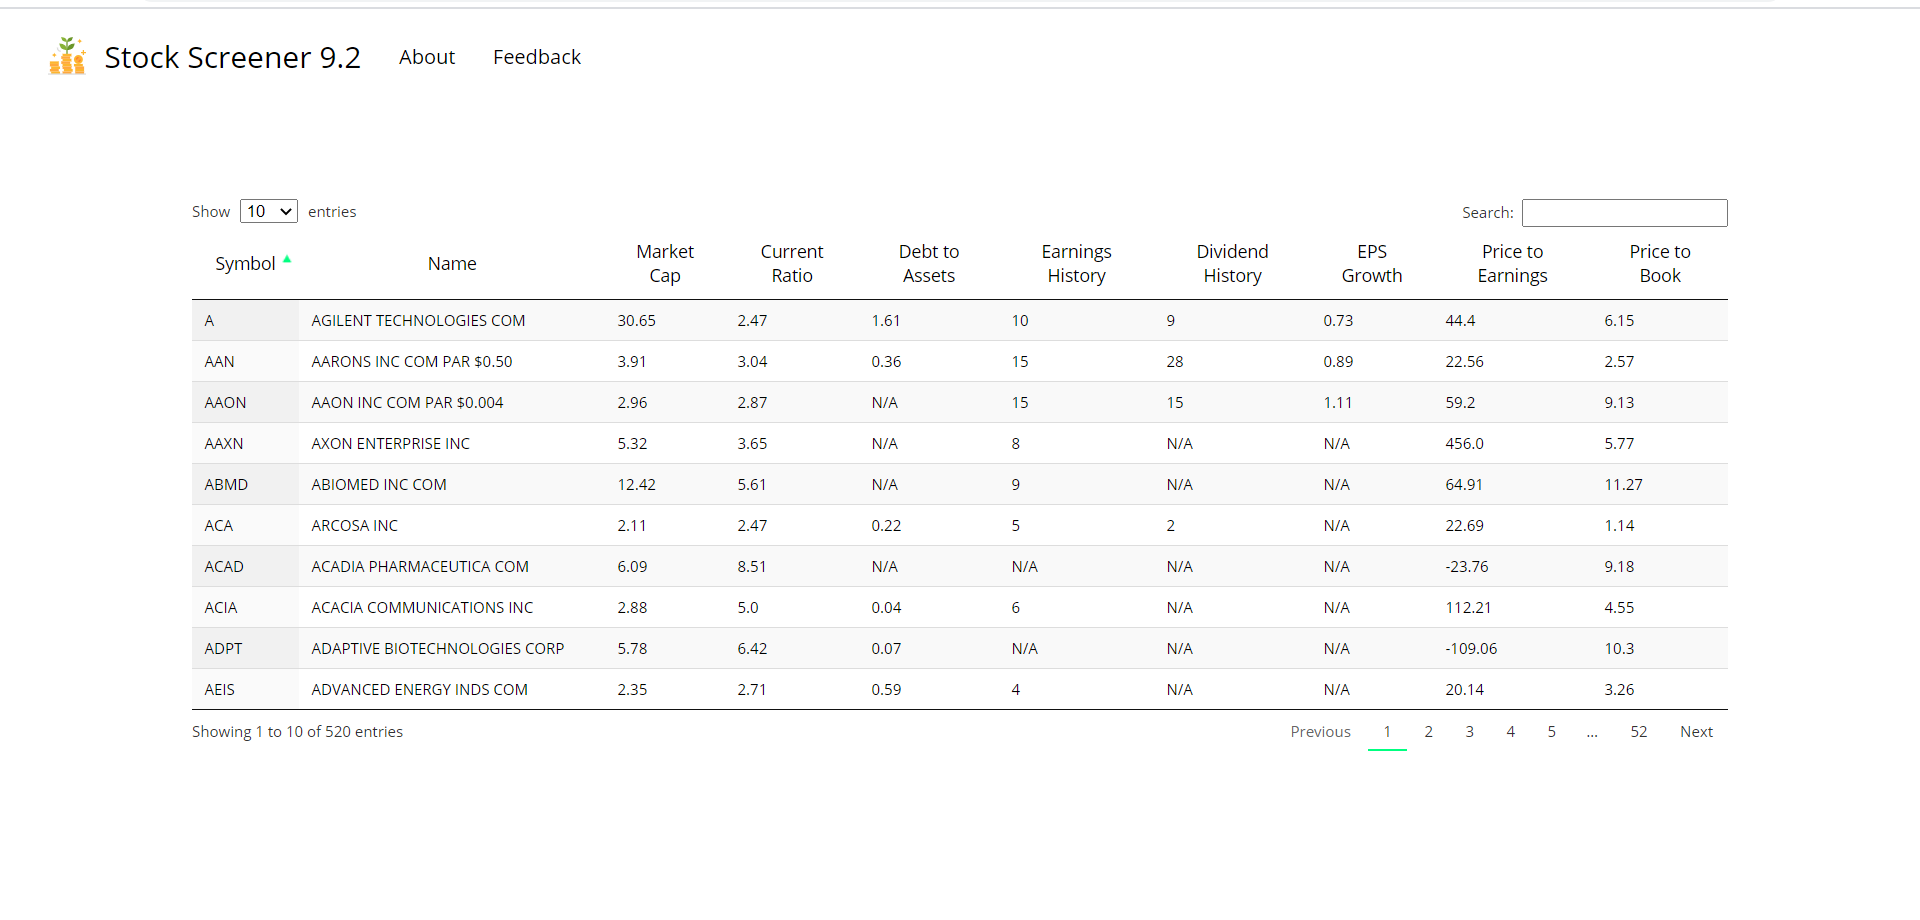 Stock Screener 9.2 About Feedback
Show 10 entries Search:
Symbol Name Market Cap Current Ratio Debt to Assets Earnings History Dividend History EPS Growth Price to Earnings Price to Book
A AGILENT TECHNOLOGIES COM 30.65 2.47 1.61 10 9 0.73 44.4 6.15
AAN AARONS INC COM PAR $0.50 3.91 3.04 0.36 15 28 0.89 22.56 2.57
AAON AAON INC COM PAR $0.004 2.96 2.87 N/A 15 15 1.11 59.2 9.13
AAXN AXON ENTERPRISE INC 5.32 3.65 N/A 8 N/A N/A 456.0 5.77
ABMD ABIOMED INC COM 12.42 5.61 N/A 9 N/A N/A 64.91 11.27
ACA ARCOSA INC 2.11 2.47 0.22 5 2 N/A 22.69 1.14
ACAD ACADIA PHARMACEUTICA COM 6.09 8.51 N/A N/A N/A N/A -23.76 9.18
ACIA ACACIA COMMUNICATIONS INC 2.88 5.0 0.04 6 N/A N/A 112.21 4.55
ADPT ADAPTIVE BIOTECHNOLOGIES CORP 5.78 6.42 0.07 N/A N/A N/A -109.06 10.3
AEIS ADVANCED ENERGY INDS COM 2.35 2.71 0.59 4 N/A N/A 20.14 3.26
Showing 1 to 10 of 520 entries Previous 1 2 3 4 5 ... 52 Next